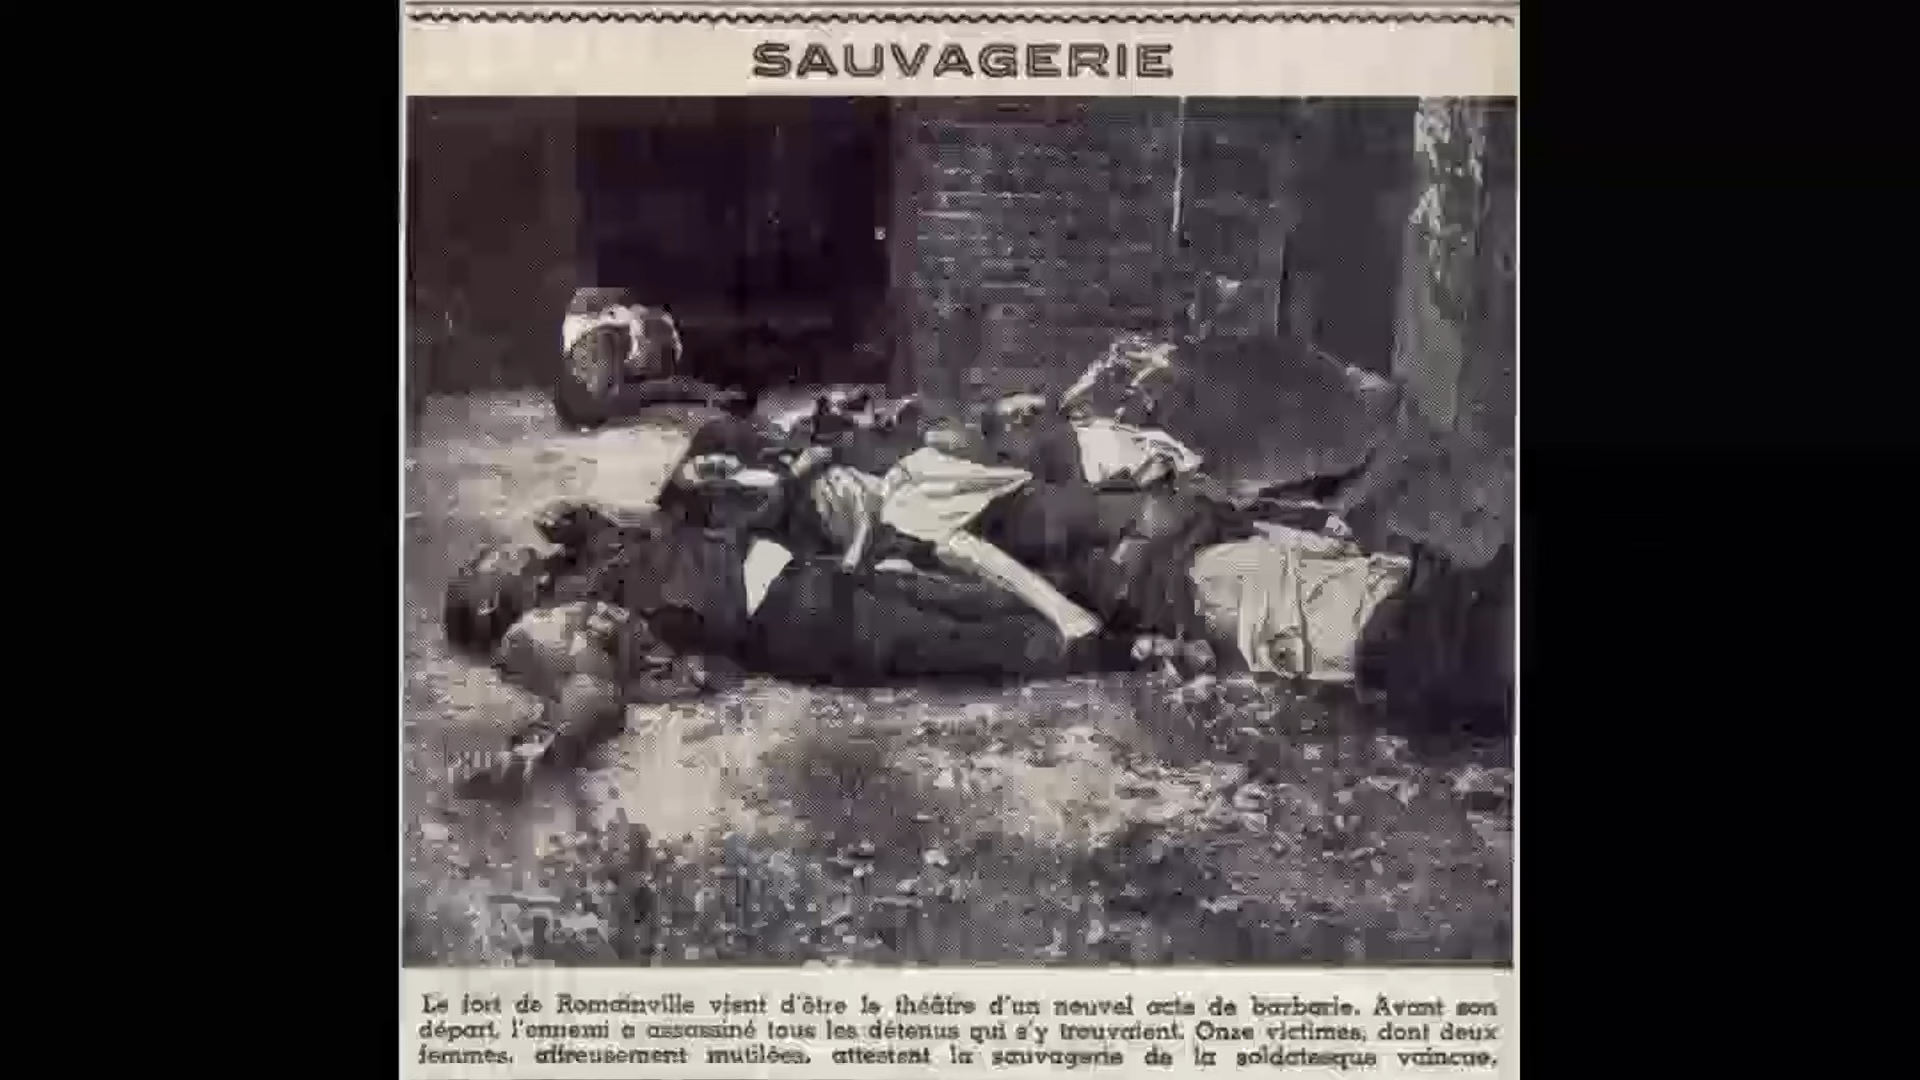 SAUVAGERIE
Le fort de Romainville vient d'être le théâtre d'un nouvel acte de barbarie. Avant son
départ, l'ennemi a assassiné tous les détenus qui s'y trouvaient. Onze victimes, dont deux
femmes, affreusement mutilées, attestent la sauvagerie de la soldatesque vaincue.